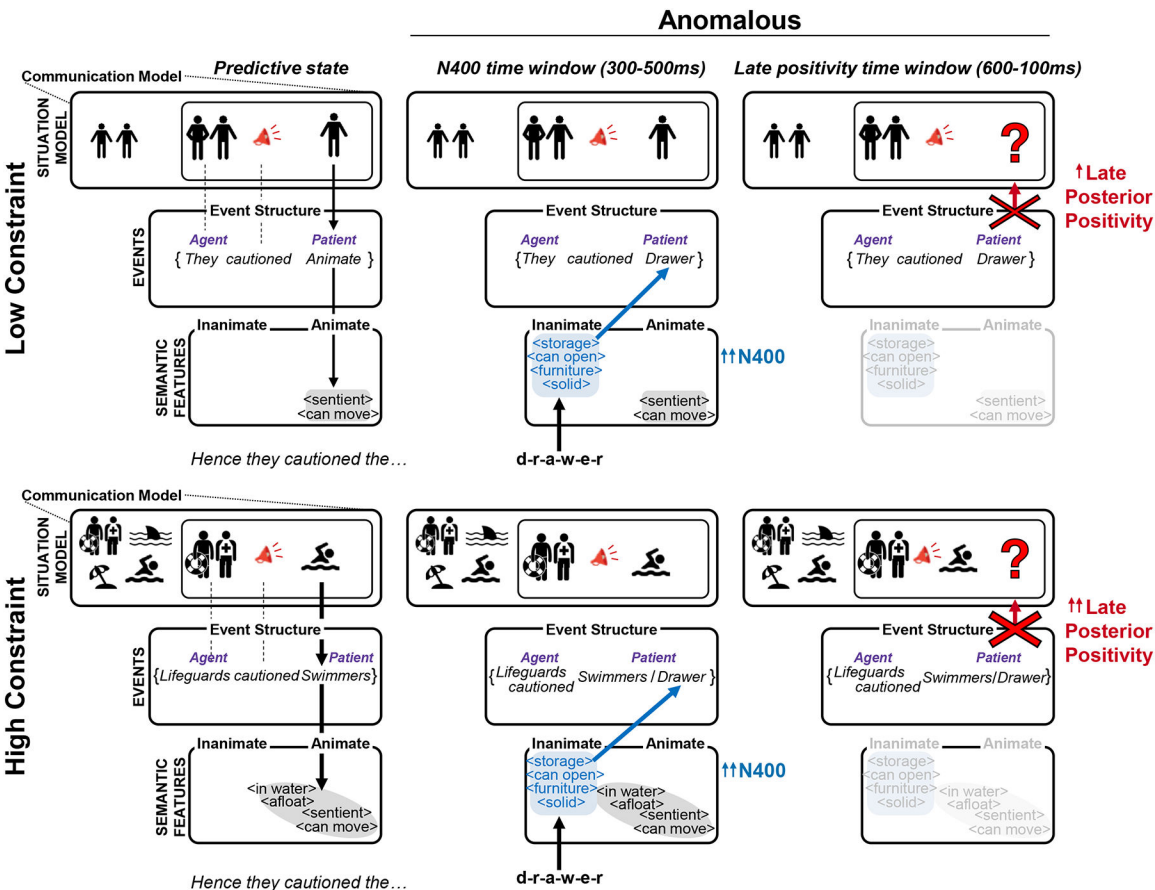 Anomalous
Communication Model
Predictive state
N400 time window (300-500ms)
Late positivity time window (600-100ms)
Low Constraint
SITUATION
MODEL
?
↑Late
Posterior
Positivity
EVENTS
Event Structure
Agent
Patient
{ They cautioned Animate }
Event Structure
Agent
Patient
{They cautioned Drawer }
Event Structure
Agent
Patient
{They cautioned Drawer }
SEMANTIC
FEATURES
Inanimate
Animate
<sentient>
<can move>
Inanimate
Animate
<storage>
<can open>
<furniture>
<solid>
<sentient>
<can move>
↑↑N400
Inanimate
Animate
<storage>
<can open>
<furniture>
<solid>
<sentient>
<can move>
Hence they cautioned the…
d-r-a-w-e-r
Communication Model
High Constraint
SITUATION
MODEL
?
↑↑Late
Posterior
Positivity
EVENTS
Event Structure
Agent
Patient
{Lifeguards cautioned Swimmers}
Event Structure
Agent
Patient
{Lifeguards
cautioned
Swimmers / Drawer }
Event Structure
Agent
Patient
{Lifeguards
cautioned
Swimmers/Drawer}
SEMANTIC
FEATURES
Inanimate
Animate
<in water>
<afloat>
<sentient>
<can move>
Inanimate
Animate
<storage>
<can open>
<furniture>
<solid>
<in water>
<afloat>
<sentient>
<can move>
↑↑N400
Inanimate
Animate
<storage>
<can open>
<furniture>
<solid>
<in water>
<afloat>
<sentient>
<can move>
Hence they cautioned the…
d-r-a-w-e-r